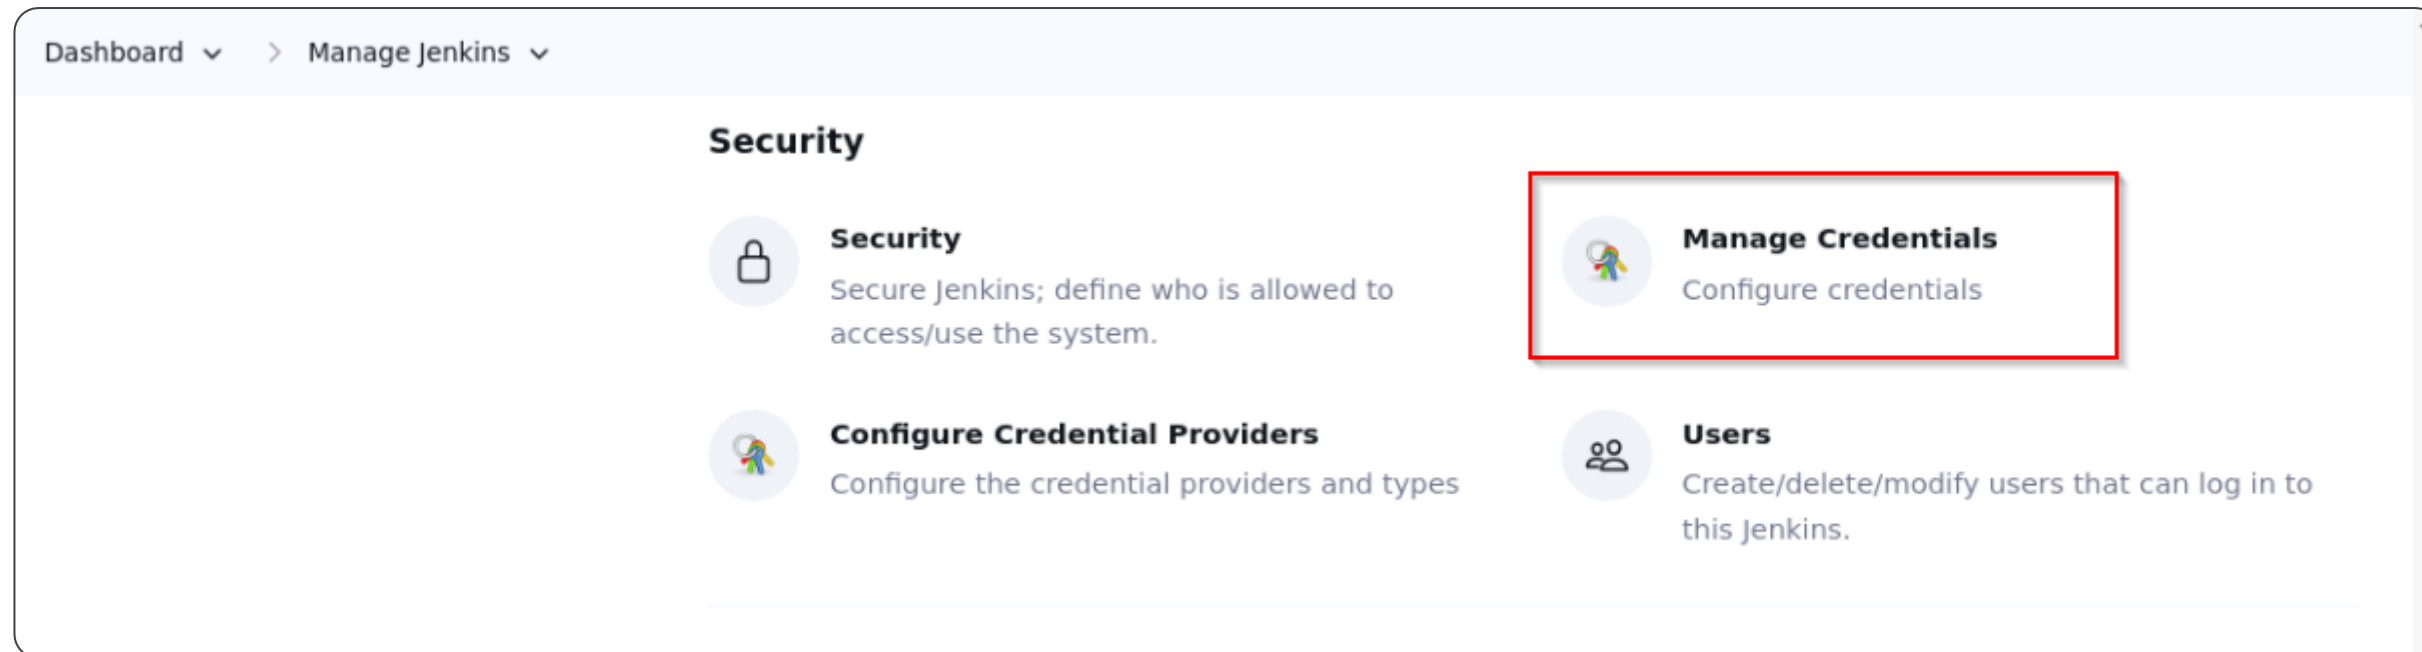 Dashboard
Manage Jenkins
Security
Security
Secure Jenkins; define who is allowed to
access/use the system.
Manage Credentials
Configure credentials
Configure Credential Providers
Configure the credential providers and types
Users
Create/delete/modify users that can log in to
this Jenkins.